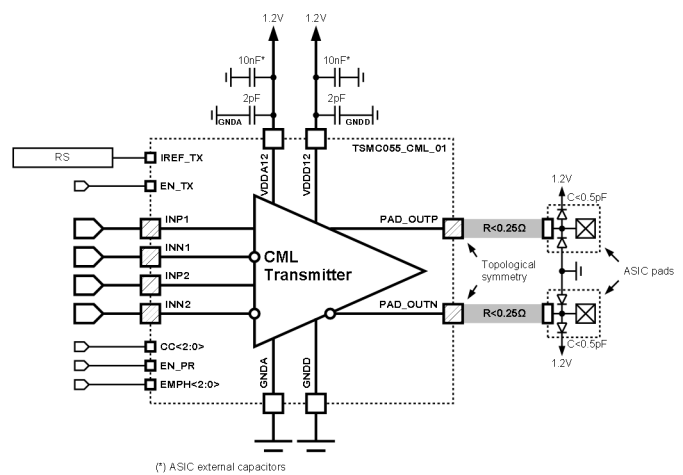 1.2V
1.2V
10nF*
10nF*
2pF
2pF
GNDA
GNDD
TSMC055_CML_01
VDDA12
VDDD12
RS
IREF_TX
EN_TX
INP1
INN1
INP2
INN2
CML
Transmitter
PAD_OUTP
PAD_OUTN
R<0.25Ω
R<0.25Ω
Topological
symmetry
1.2V
C<0.5pF
ASIC pads
C<0.5pF
1.2V
CC<2:0>
EN_PR
EMPH<2:0>
GNDA
GNDD
(*) ASIC external capacitors